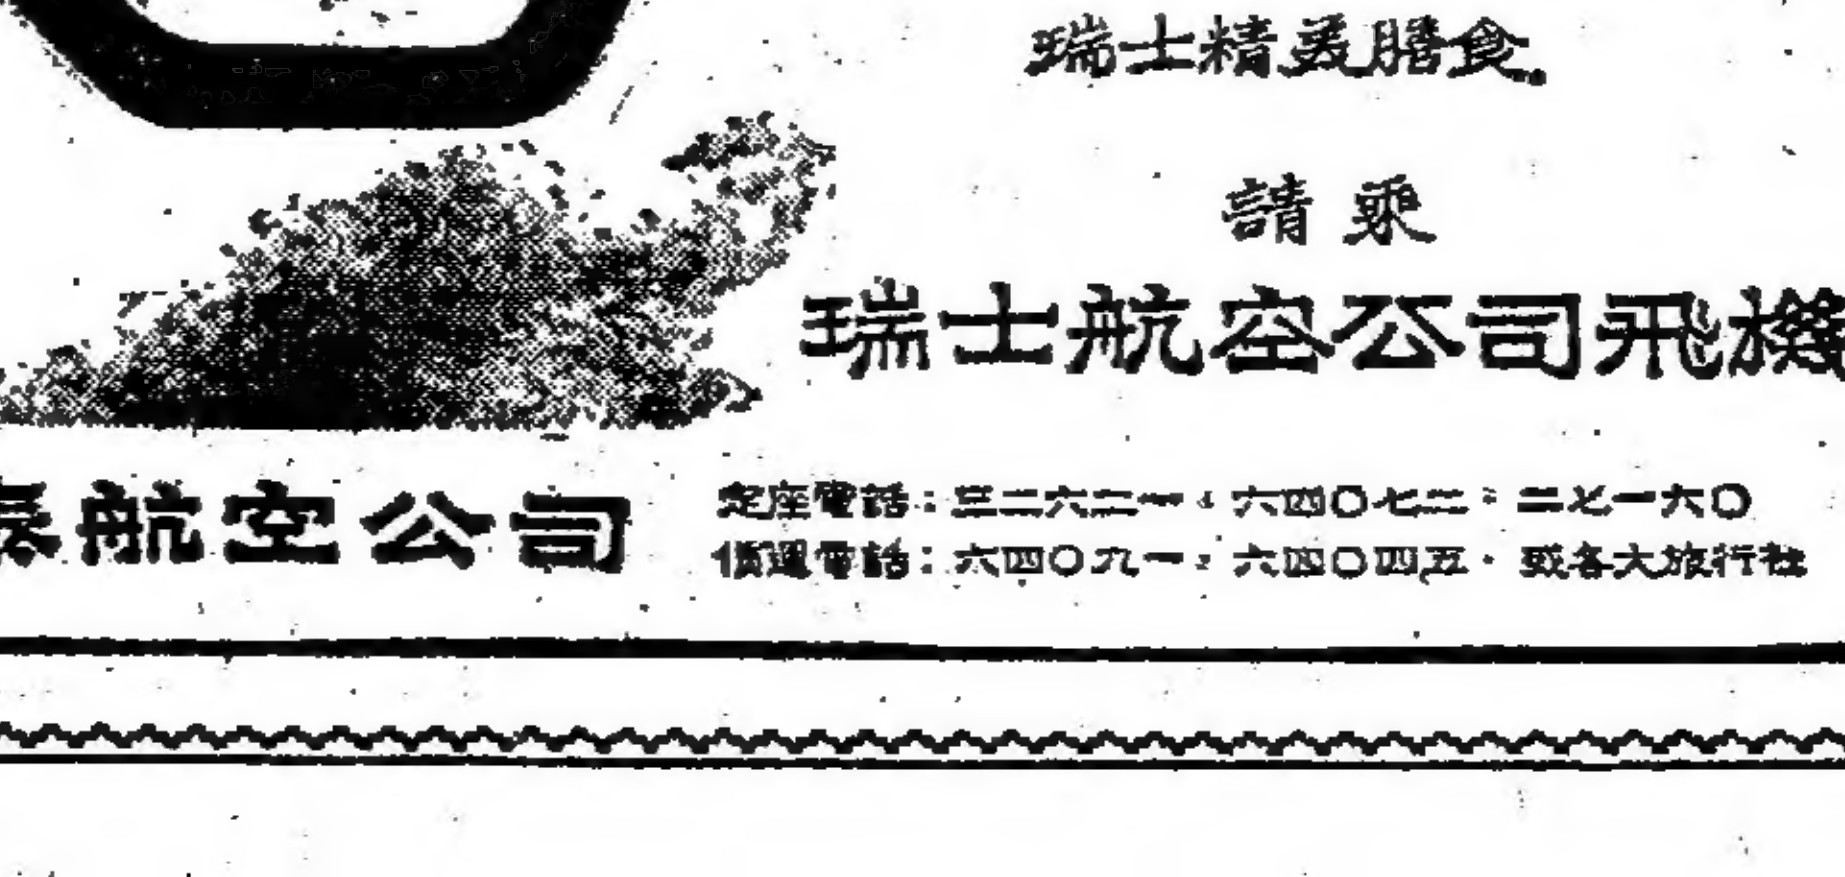 瑞士精美膳食
請乘
瑞士航空公司飛機
泰航空公司
定座電話：三二六二一・六四〇七二二・二七一六〇
電話：六四〇九一・六四〇四五・或各大旅行社